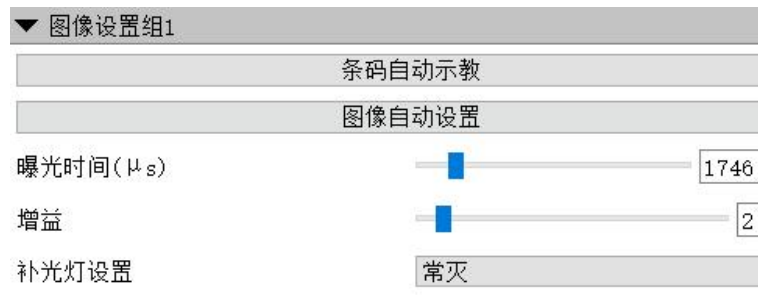 ▼ 图像设置组1
条码自动示教
图像自动设置
曝光时间(μs) 1746
增益 2
补光灯设置 常灭